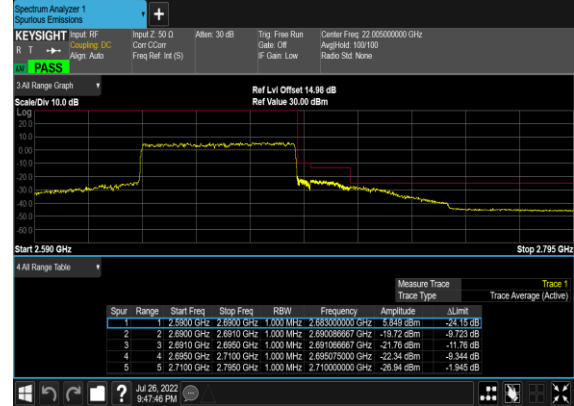 Spectrum Analyzer 1
Spurious Emissions
+
KEYSIGHT Input: RF Input Z: 50 Ω Atten: 30 dB Trig: Free Run Center Freq: 22.005000000 GHz
R T Coupling: DC Corr CCorr Gate: Off Avg|Hold: 100/100
Align: Auto Freq Ref: Int (S) IF Gain: Low Radio Std: None
PASS
3 All Range Graph
Ref Lvl Offset 14.98 dB
Scale/Div 10.0 dB Ref Value 30.00 dBm
Log
20.0
10.0
0.00
-10.0
-20.0
-30.0
-40.0
-50.0
-60.0
Start 2.590 GHz Stop 2.795 GHz
4 All Range Table
Measure Trace Trace 1
Trace Type Trace Average (Active)
Spur Range Start Freq Stop Freq RBW Frequency Amplitude ΔLimit
1 1 2.5900 GHz 2.6900 GHz 1.000 MHz 2.683000000 GHz 5.849 dBm -24.15 dB
2 2 2.6900 GHz 2.6910 GHz 1.000 MHz 2.690086667 GHz -19.72 dBm -9.723 dB
3 3 2.6910 GHz 2.6950 GHz 1.000 MHz 2.691066667 GHz -21.76 dBm -11.76 dB
4 4 2.6950 GHz 2.7100 GHz 1.000 MHz 2.695075000 GHz -22.34 dBm -9.344 dB
5 5 2.7100 GHz 2.7950 GHz 1.000 MHz 2.710000000 GHz -26.94 dBm -1.945 dB
? Jul 26, 2022
9:47:46 PM